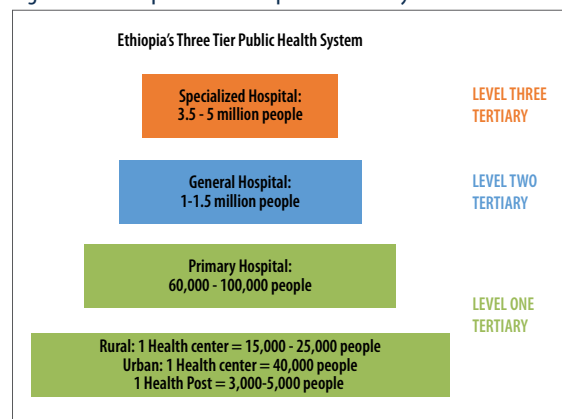 Ethiopia's Three Tier Public Health System
Specialized Hospital:
3.5 - 5 million people
LEVEL THREE
TERTIARY
General Hospital:
1-1.5 million people
LEVEL TWO
TERTIARY
Primary Hospital:
60,000 - 100,000 people
LEVEL ONE
TERTIARY
Rural: 1 Health center = 15,000 - 25,000 people
Urban: 1 Health center = 40,000 people
1 Health Post = 3,000-5,000 people